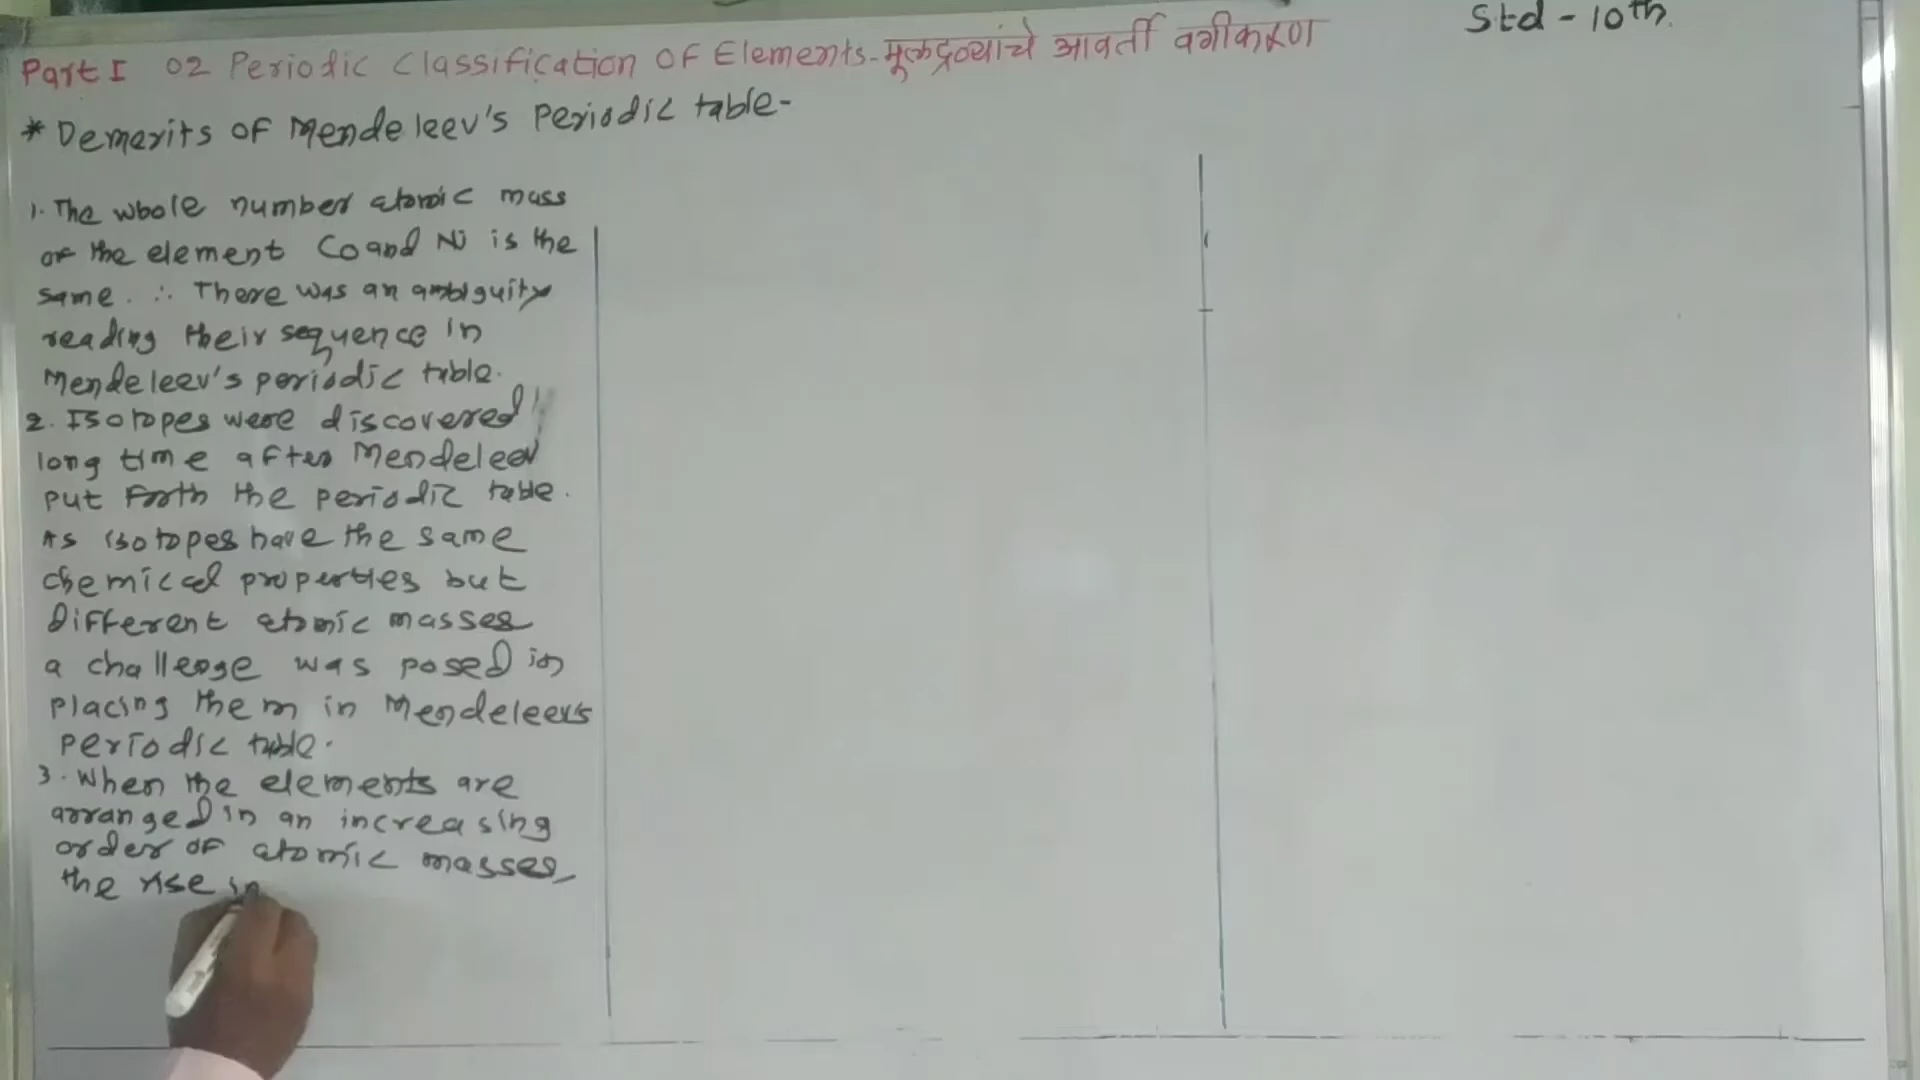 Std - 10th.
Part I 02 Periodic Classification Of Elements - मूलद्रव्यांचे आवर्ती वर्गीकरण
* Demerits of Mendeleev's Periodic table-
1. The whole number atomic mass
of the element Co and Ni is the
same. ∴ There was an ambiguity
reading their sequence in
Mendeleev's periodic table.
2. Isotopes were discovered
long time after Mendeleev
put forth the periodic table.
As isotopes have the same
chemical properties but
different atomic masses
a challenge was posed in
placing them in Mendeleev's
periodic table.
3. When the elements are
arranged in an increasing
order of atomic masses,
the rise in